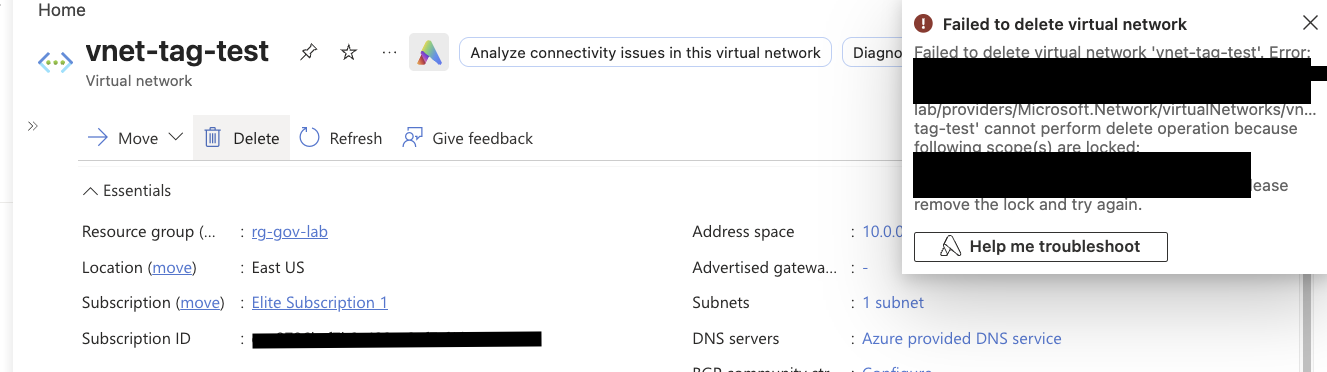 Home
vnet-tag-test
Virtual network
Analyze connectivity issues in this virtual network
Diagno
Move
Delete
Refresh
Give feedback
Essentials
Resource group (...
:
rg-gov-lab
Location (move)
:
East US
Subscription (move)
:
Elite Subscription 1
Subscription ID
:
Address space
:
10.0.0
Advertised gatewa...
:
-
Subnets
:
1 subnet
DNS servers
:
Azure provided DNS service
Failed to delete virtual network
Failed to delete virtual network 'vnet-tag-test'. Error:
lab/providers/Microsoft.Network/virtualNetworks/vn...
tag-test' cannot perform delete operation because
following scope(s) are locked:
lease
remove the lock and try again.
Help me troubleshoot